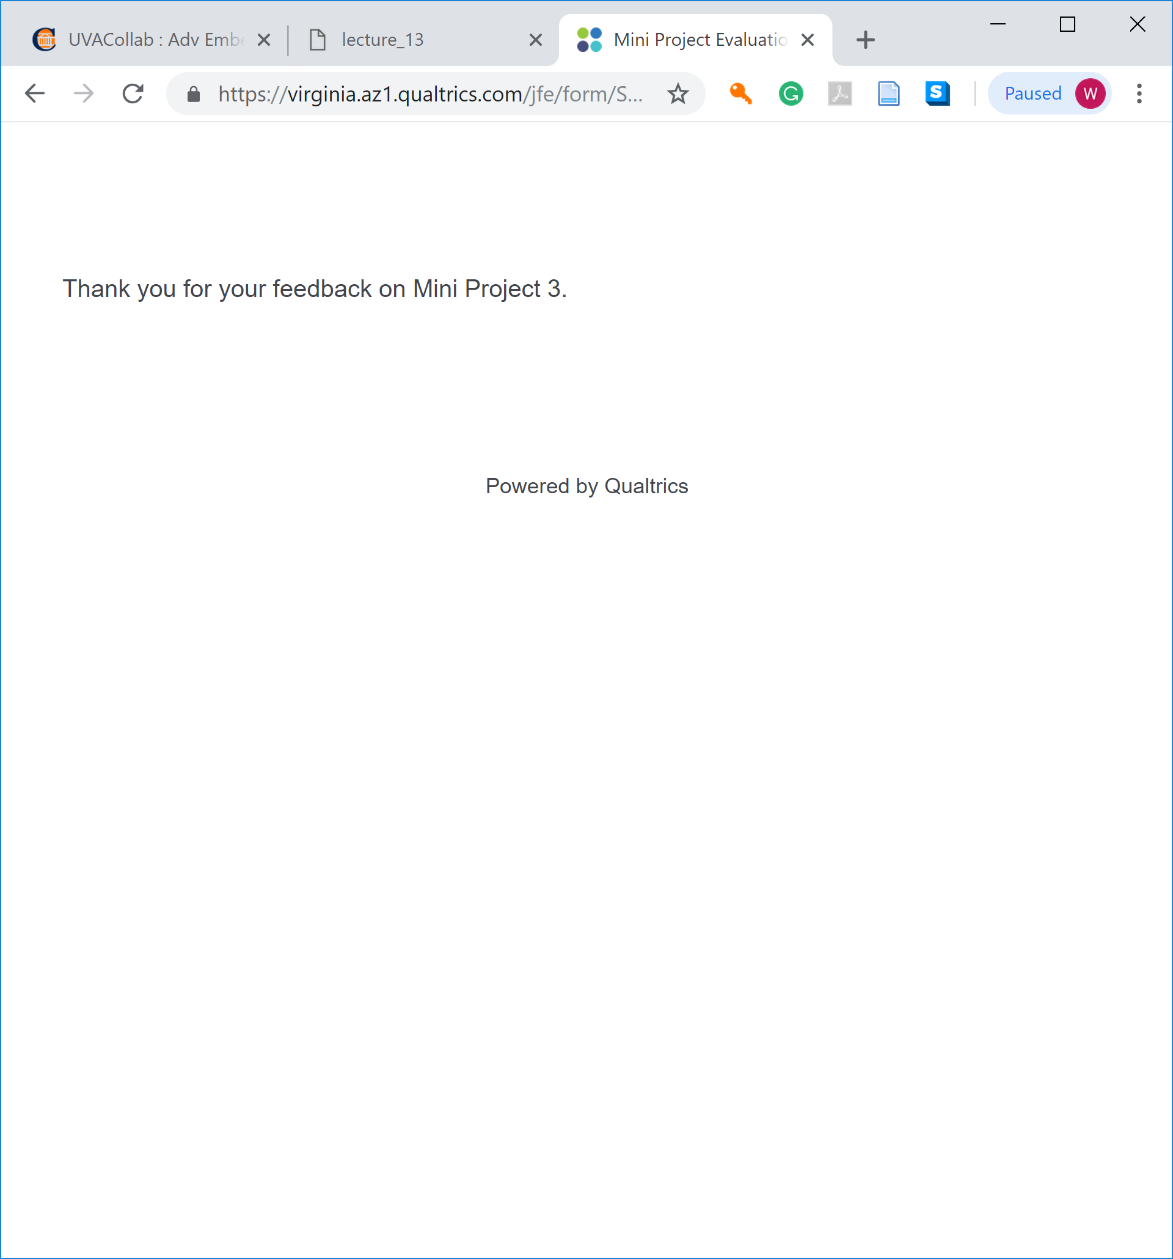 UVACollab : Adv Emb
lecture_13
Mini Project Evaluatio
https://virginia.az1.qualtrics.com/jfe/form/S...
G
S
Paused
W
Thank you for your feedback on Mini Project 3.
Powered by Qualtrics